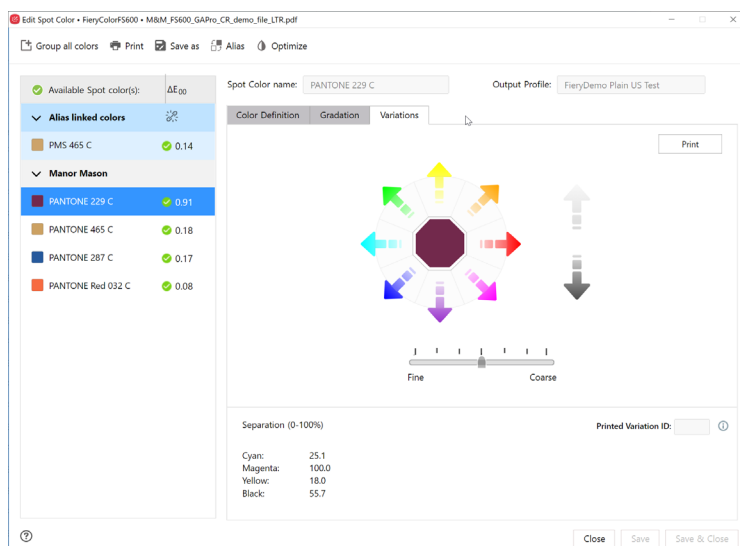 Edit Spot Color • FieryColorFS600 • M&M_FS600_GAPro_CR_demo_file_LTR.pdf
Group all colors Print Save as Alias Optimize
Available Spot color(s): ΔE00
Spot Color name: PANTONE 229 C Output Profile: FieryDemo Plain US Test
Alias linked colors
Color Definition Gradation Variations
PMS 465 C 0.14
Print
Manor Mason
PANTONE 229 C 0.91
PANTONE 465 C 0.18
PANTONE 287 C 0.17
PANTONE Red 032 C 0.08
Fine Coarse
Separation (0-100%) Printed Variation ID:
Cyan: 25.1
Magenta: 100.0
Yellow: 18.0
Black: 55.7
Close Save Save & Close